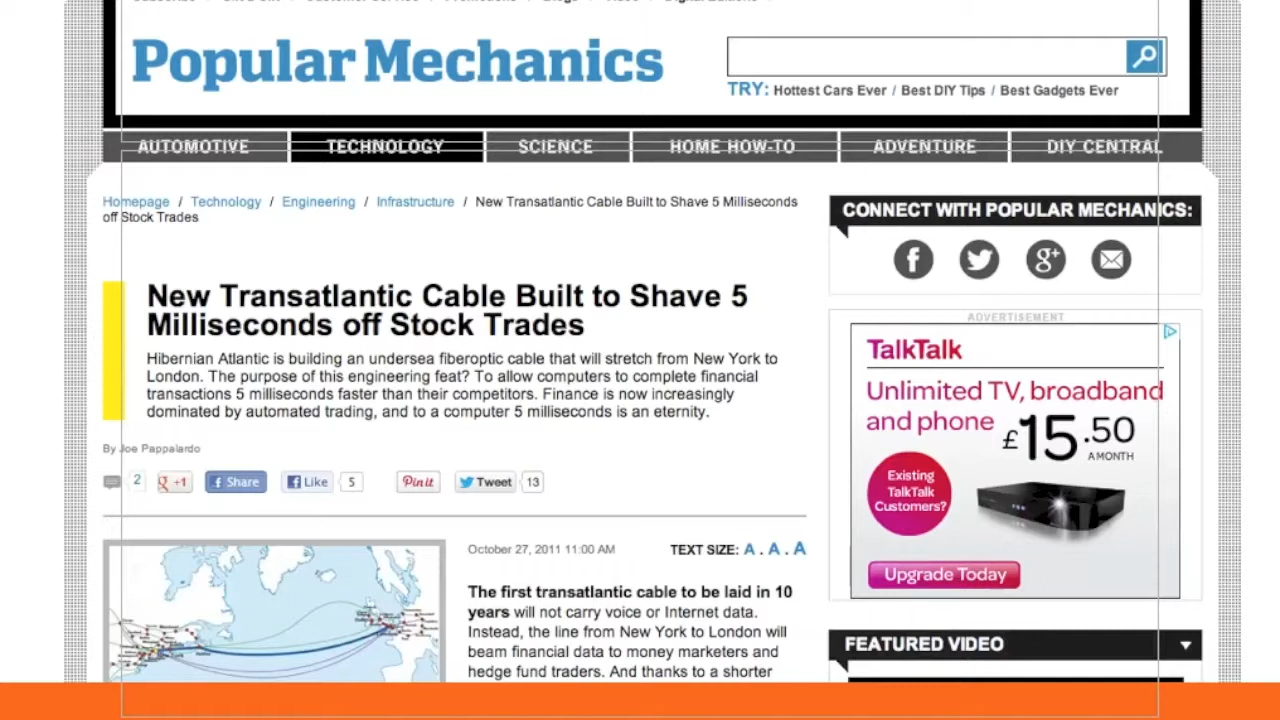 Popular Mechanics
TRY: Hottest Cars Ever / Best DIY Tips / Best Gadgets Ever
AUTOMOTIVE TECHNOLOGY SCIENCE HOME HOW-TO ADVENTURE DIY CENTRAL
Homepage / Technology / Engineering / Infrastructure / New Transatlantic Cable Built to Shave 5 Milliseconds
off Stock Trades
New Transatlantic Cable Built to Shave 5
Milliseconds off Stock Trades
Hibernian Atlantic is building an undersea fiberoptic cable that will stretch from New York to
London. The purpose of this engineering feat? To allow computers to complete financial
transactions 5 milliseconds faster than their competitors. Finance is now increasingly
dominated by automated trading, and to a computer 5 milliseconds is an eternity.
By Joe Pappalardo
2 g +1 f Share f Like 5 Pin it Tweet 13
October 27, 2011 11:00 AM TEXT SIZE: A . A . A
The first transatlantic cable to be laid in 10
years will not carry voice or Internet data.
Instead, the line from New York to London will
beam financial data to money marketers and
hedge fund traders. And thanks to a shorter
CONNECT WITH POPULAR MECHANICS:
f g+
ADVERTISEMENT
TalkTalk
Unlimited TV, broadband
and phone £15.50
A MONTH
Existing
TalkTalk
Customers?
Upgrade Today
FEATURED VIDEO